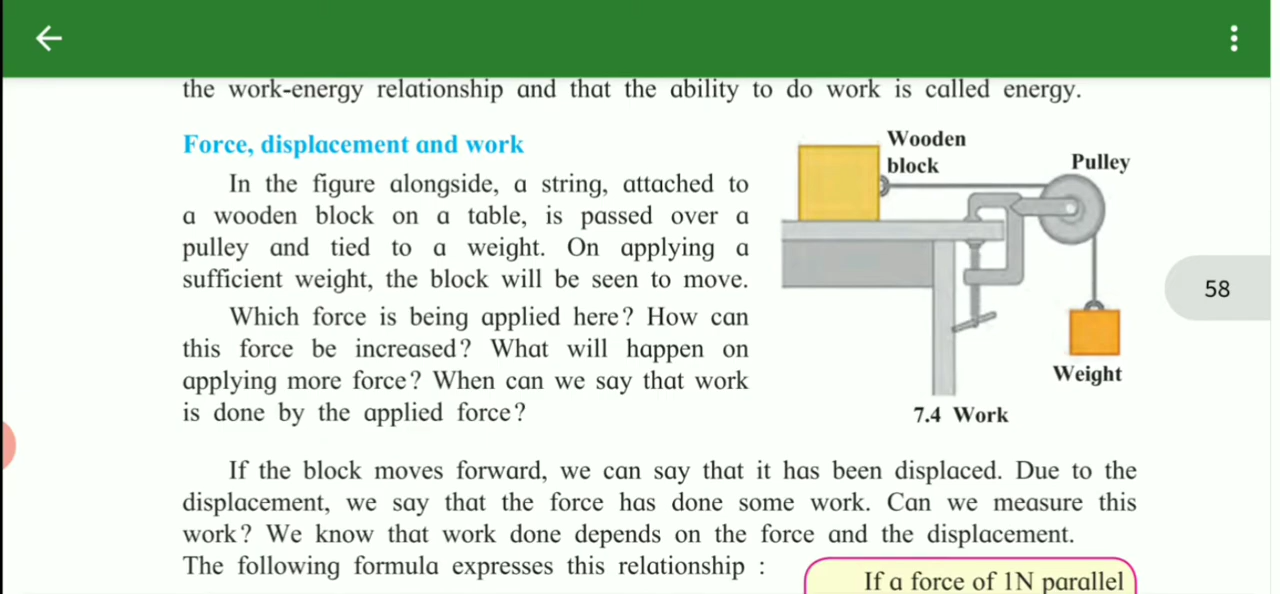 the work-energy relationship and that the ability to do work is called energy.
Force, displacement and work
In the figure alongside, a string, attached to
a wooden block on a table, is passed over a
pulley and tied to a weight. On applying a
sufficient weight, the block will be seen to move.
Which force is being applied here? How can
this force be increased? What will happen on
applying more force? When can we say that work
is done by the applied force?
Wooden
block
Pulley
Weight
7.4 Work
58
If the block moves forward, we can say that it has been displaced. Due to the
displacement, we say that the force has done some work. Can we measure this
work? We know that work done depends on the force and the displacement.
The following formula expresses this relationship :
If a force of 1N parallel